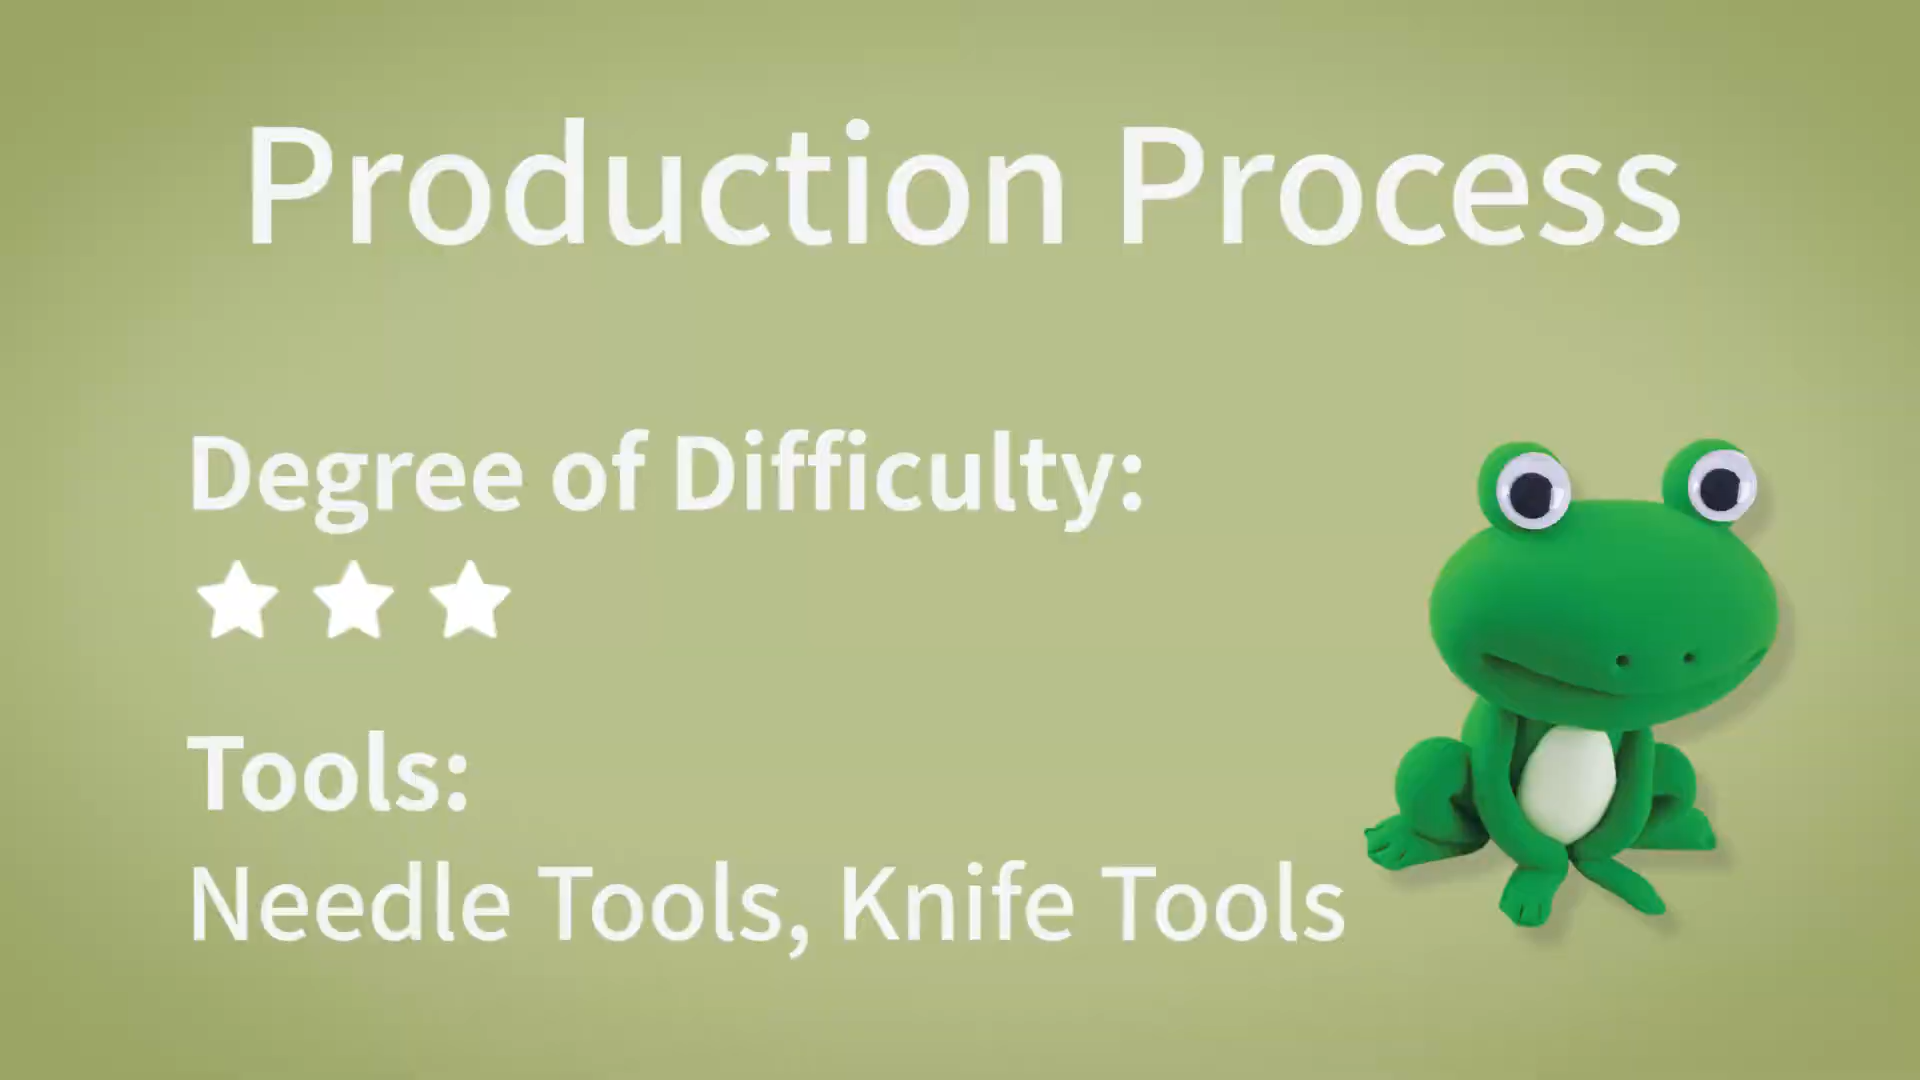 Production Process
Degree of Difficulty:
Tools:
Needle Tools, Knife Tools